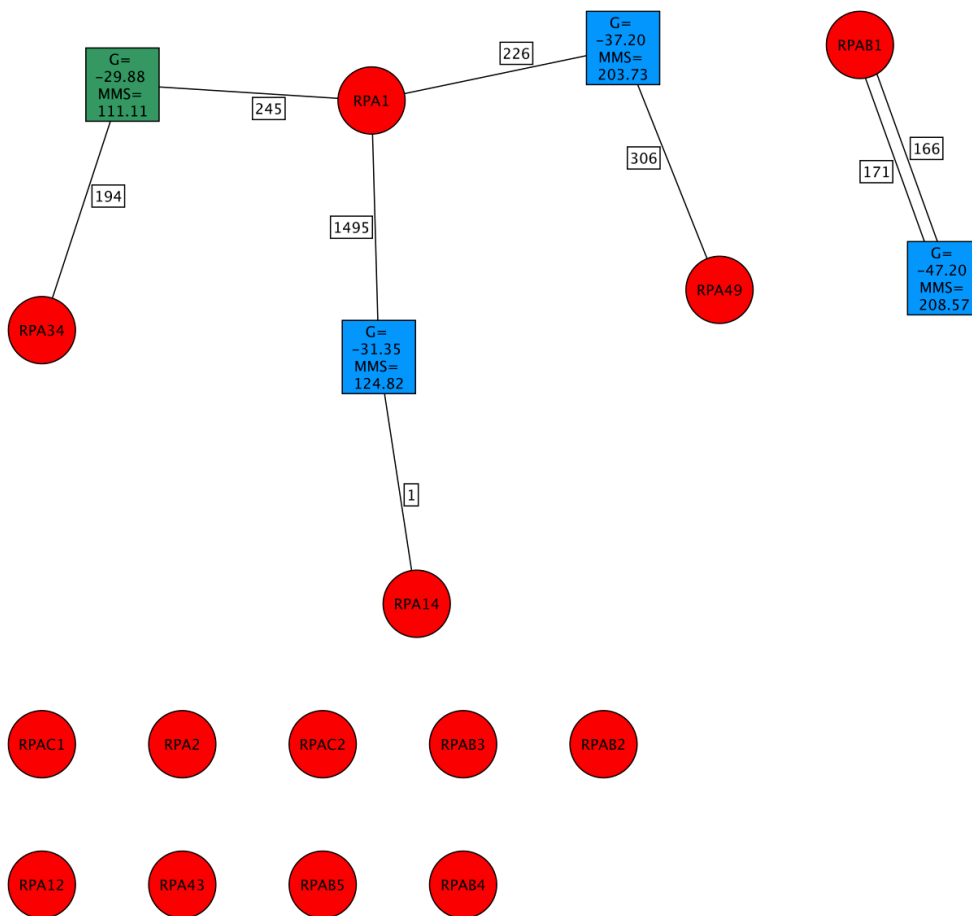 G=
-29.88
MMS=
111.11
245
RPA1
226
G=
-37.20
MMS=
203.73
RPAB1
194
1495
306
171
166
RPA34
G=
-31.35
MMS=
124.82
RPA49
G=
-47.20
MMS=
208.57
1
RPA14
RPAC1
RPA2
RPAC2
RPAB3
RPAB2
RPA12
RPA43
RPAB5
RPAB4